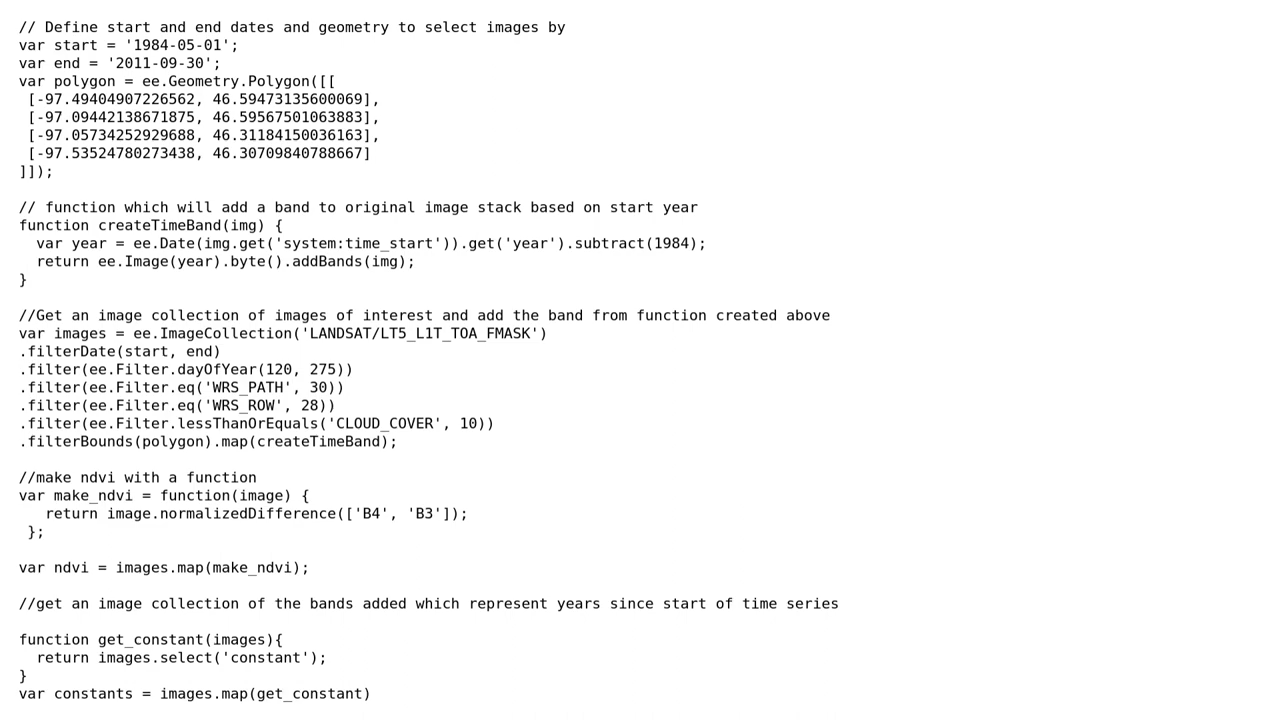 // Define start and end dates and geometry to select images by
var start = '1984-05-01';
var end = '2011-09-30';
var polygon = ee.Geometry.Polygon([[
 [-97.49404907226562, 46.59473135600069],
 [-97.09442138671875, 46.59567501063883],
 [-97.05734252929688, 46.31184150036163],
 [-97.53524780273438, 46.30709840788667]
]]);

// function which will add a band to original image stack based on start year
function createTimeBand(img) {
  var year = ee.Date(img.get('system:time_start')).get('year').subtract(1984);
  return ee.Image(year).byte().addBands(img);
}

//Get an image collection of images of interest and add the band from function created above
var images = ee.ImageCollection('LANDSAT/LT5_L1T_TOA_FMASK')
.filterDate(start, end)
.filter(ee.Filter.dayOfYear(120, 275))
.filter(ee.Filter.eq('WRS_PATH', 30))
.filter(ee.Filter.eq('WRS_ROW', 28))
.filter(ee.Filter.lessThanOrEquals('CLOUD_COVER', 10))
.filterBounds(polygon).map(createTimeBand);

//make ndvi with a function
var make_ndvi = function(image) {
   return image.normalizedDifference(['B4', 'B3']);
 };

var ndvi = images.map(make_ndvi);

//get an image collection of the bands added which represent years since start of time series

function get_constant(images){
  return images.select('constant');
}
var constants = images.map(get_constant)